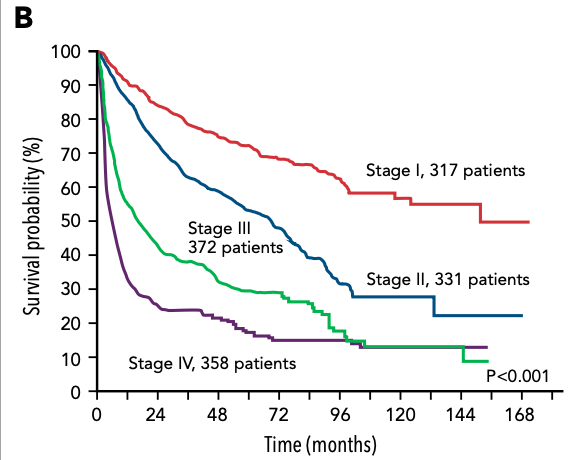 B
Survival probability (%)
100
90
80
70
60
50
40
30
20
10
0
Stage I, 317 patients
Stage III
372 patients
Stage II, 331 patients
Stage IV, 358 patients
P<0.001
0 24 48 72 96 120 144 168
Time (months)